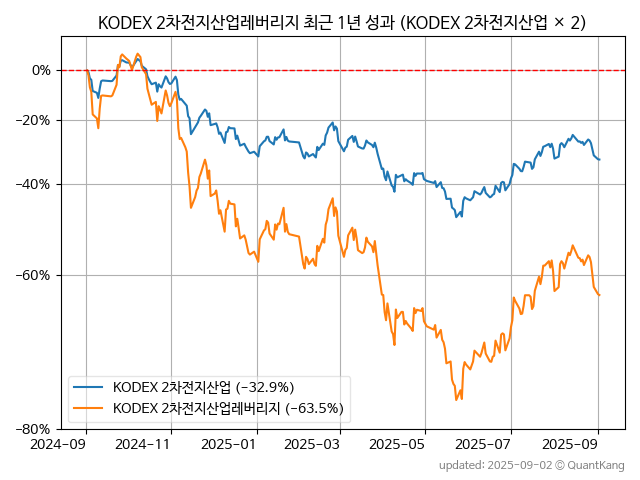 KODEX 2차전지산업레버리지 최근 1년 성과 (KODEX 2차전지산업 × 2)
0%
−20%
−40%
−60%
−80%
KODEX 2차전지산업 (−32.9%)
KODEX 2차전지산업레버리지 (−63.5%)
2024-09 2024-11 2025-01 2025-03 2025-05 2025-07 2025-09
updated: 2025-09-02 © QuantKang